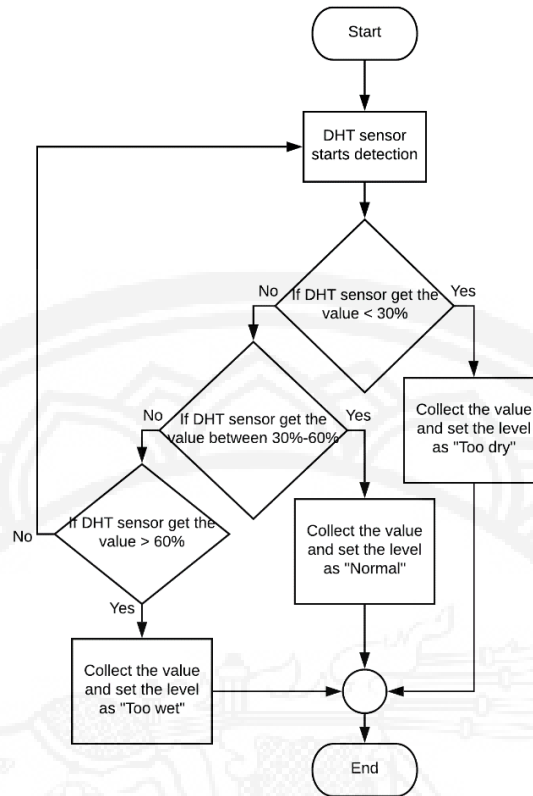 Start
DHT sensor
starts detection
No
If DHT sensor get the
value < 30%
Yes
No
If DHT sensor get the
value between 30%-60%
Yes
Collect the value
and set the level
as "Too dry"
No
If DHT sensor get the
value > 60%
Yes
Collect the value
and set the level
as "Normal"
Collect the value
and set the level
as "Too wet"
End